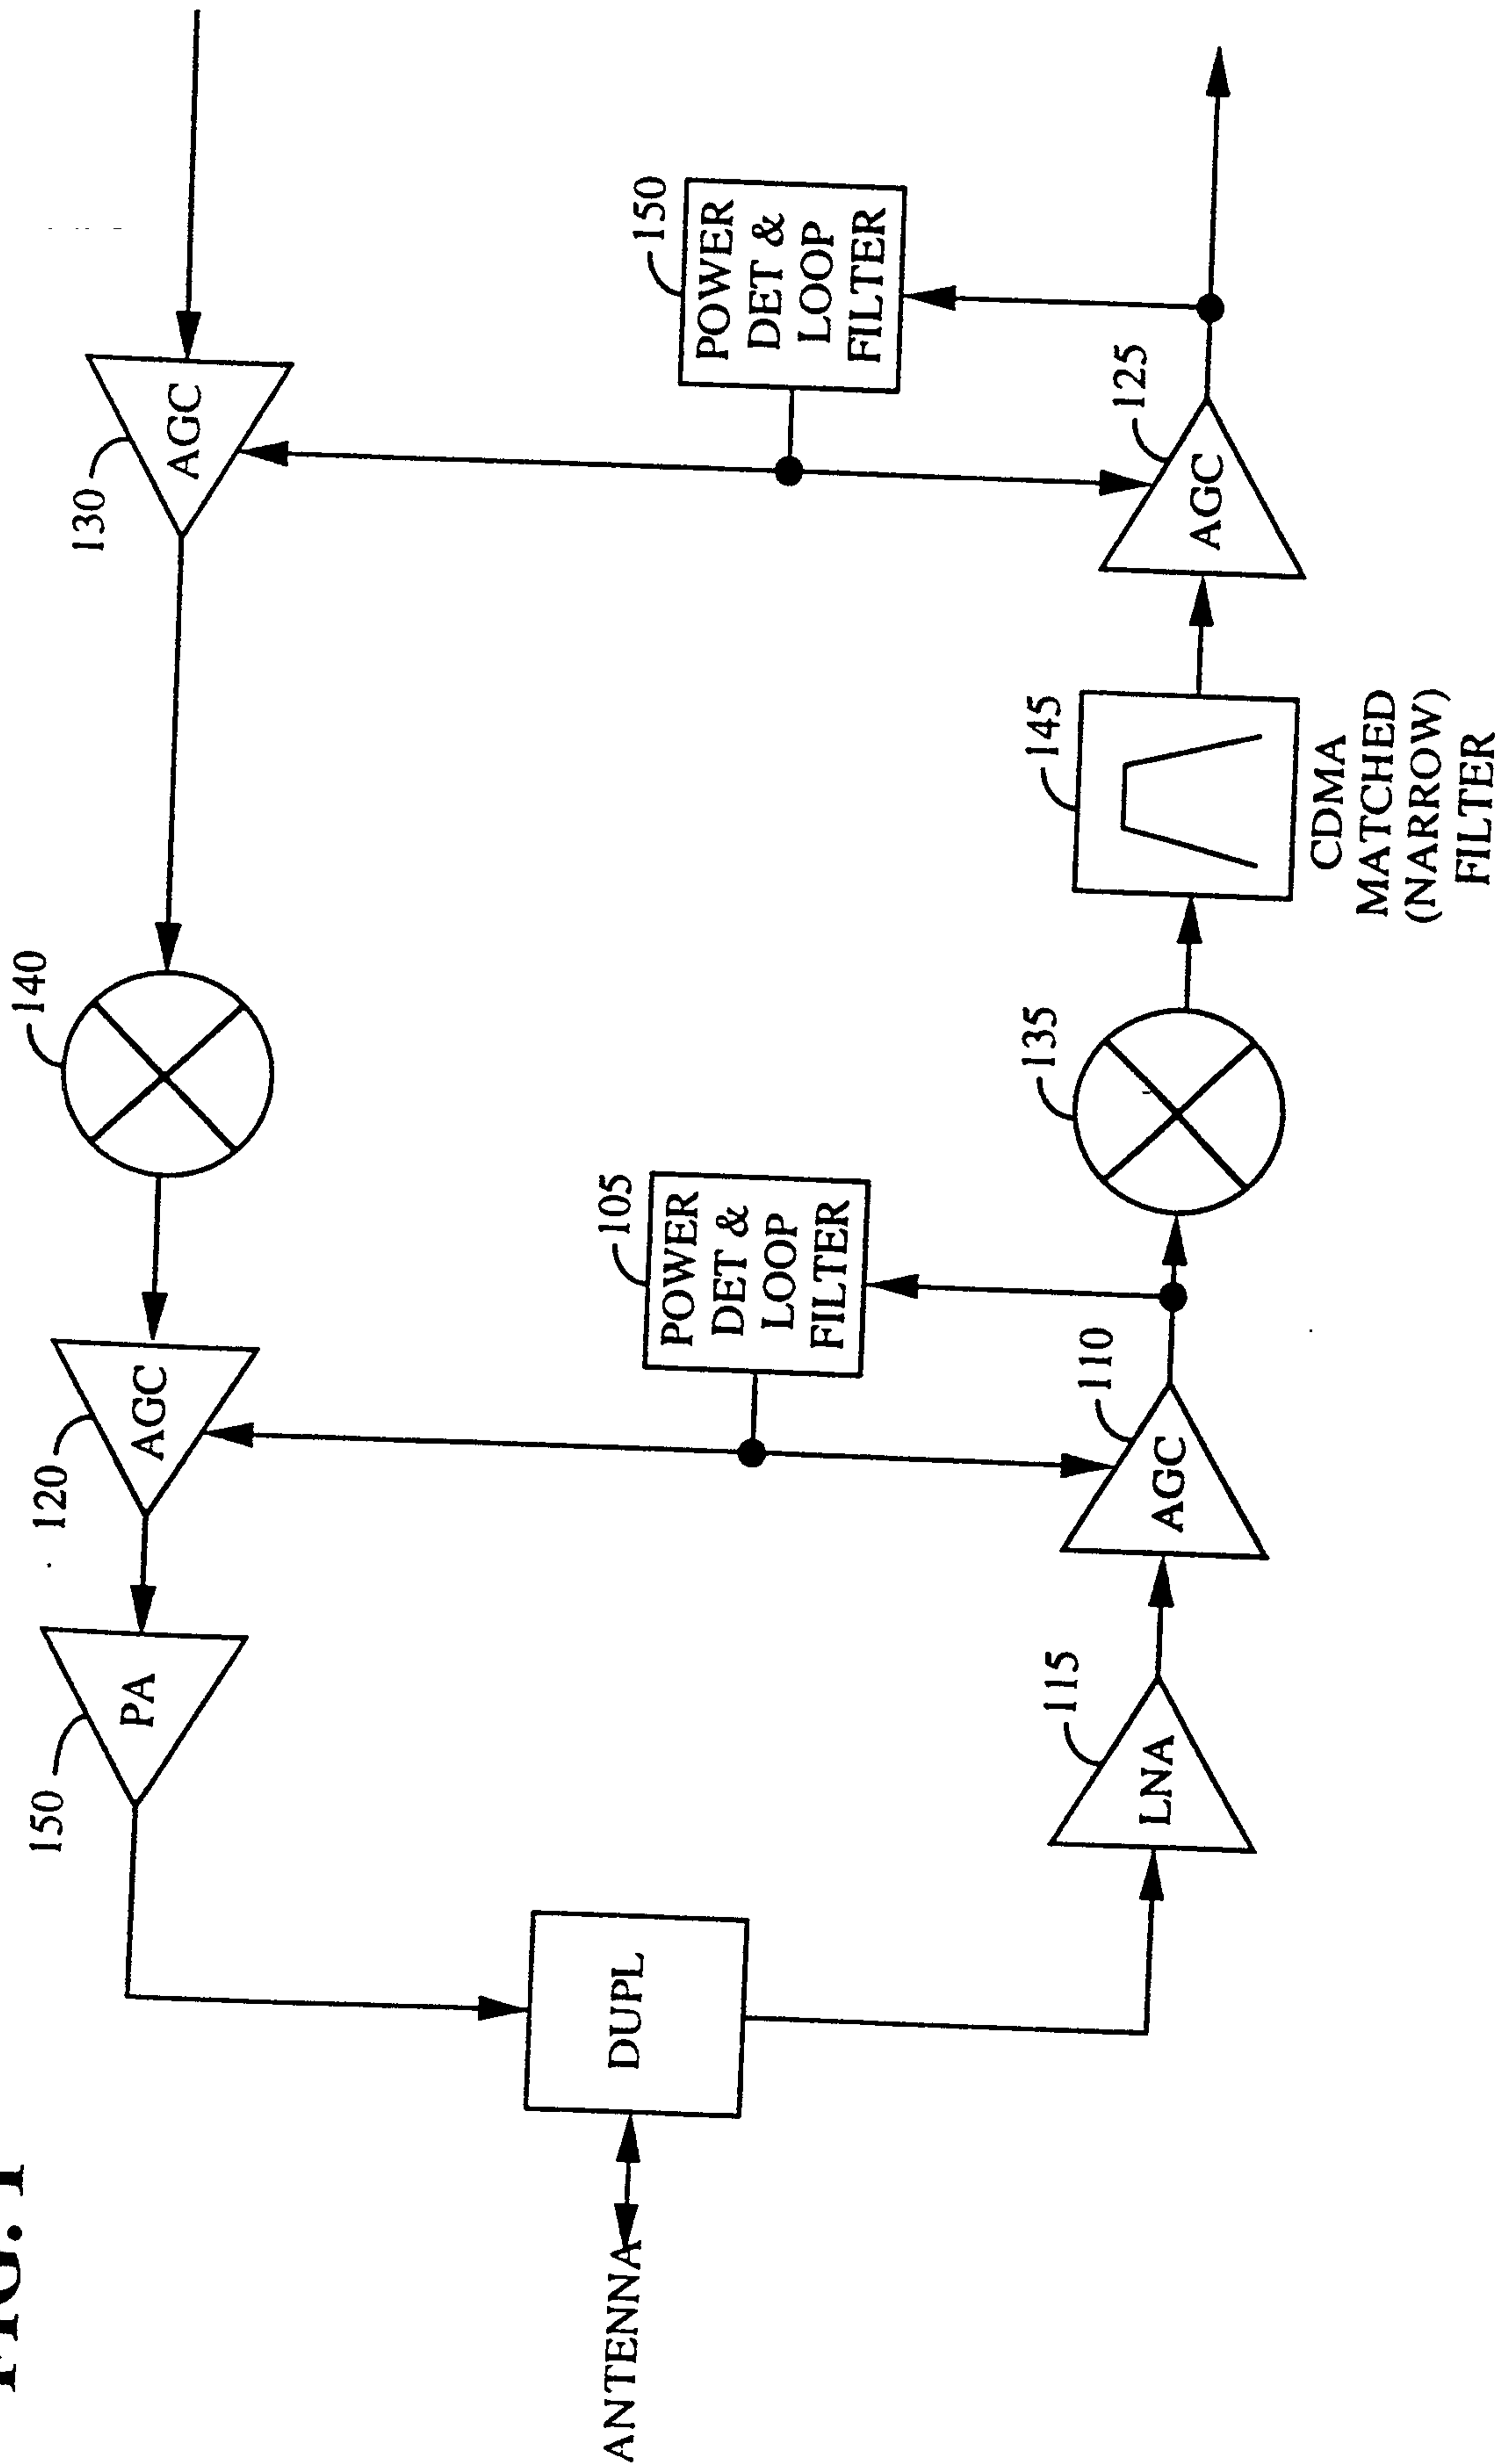 FIG. 1
130
AGC
140
120
AGC
150
PA
150
POWER
DET &
LOOP
FILTER
105
POWER
DET &
LOOP
FILTER
ANTENNA
DUPL
115
LNA
110
AGC
135
145
CDMA
MATCHED
(NARROW)
FILTER
125
AGC